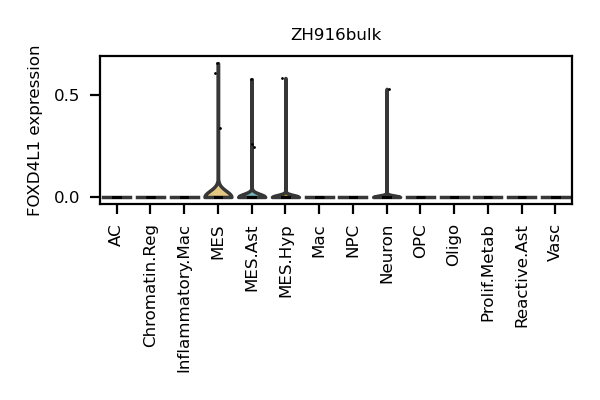 ZH916bulk
FOXD4L1 expression
0.5
0.0
AC
Chromatin.Reg
Inflammatory.Mac
MES
MES.Ast
MES.Hyp
Mac
NPC
Neuron
OPC
Oligo
Prolif.Metab
Reactive.Ast
Vasc